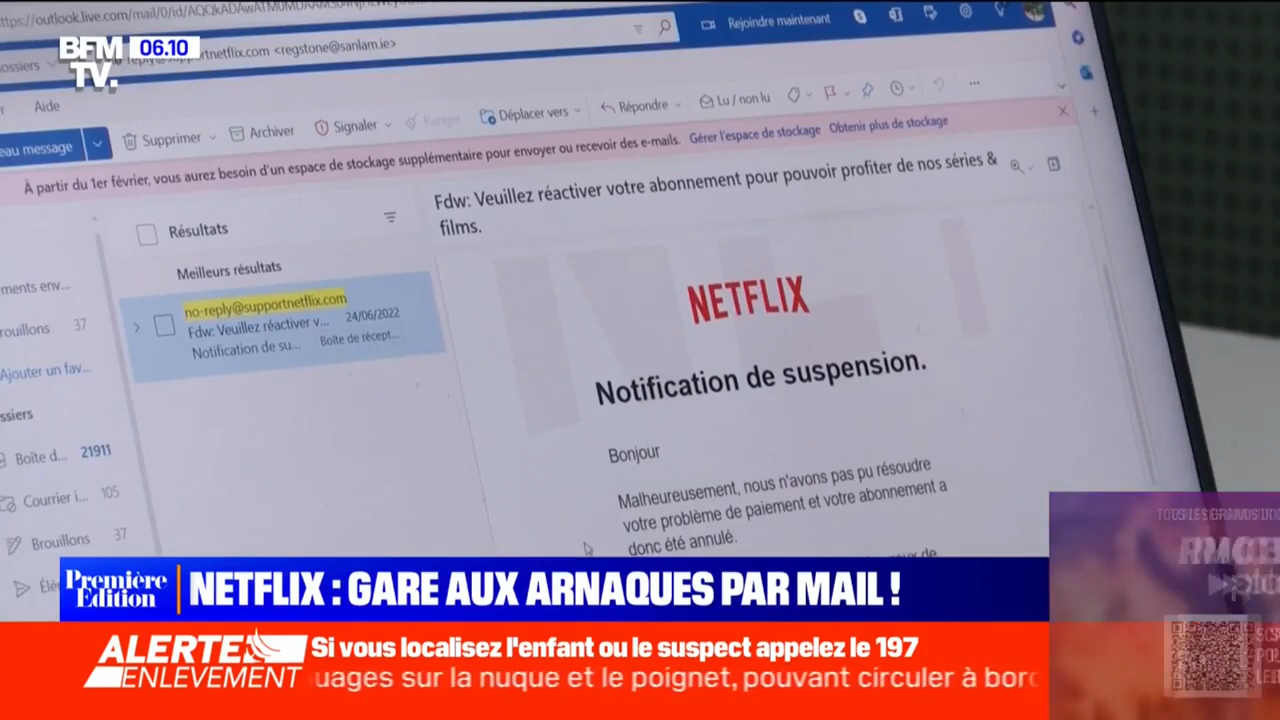 https://outlook.live.com/mail/0/id/
BFM
TV.
06.10
netflix.com <regstone@sanlam.ie>
Rejoindre maintenant
Aide
message
Supprimer
Archiver
Signaler
Ranger
Déplacer vers
Répondre
Lu / non lu
À partir du 1er février, vous aurez besoin d'un espace de stockage supplémentaire pour envoyer ou recevoir des e-mails. Gérer l'espace de stockage Obtenir plus de stockage
Résultats
Meilleurs résultats
no-reply@supportnetflix.com
Fdw: Veuillez réactiver v... 24/06/2022
Notification de su... Boîte de récept...
37
Ajouter un fav...
Boîte d... 21911
Courrier i... 105
Brouillons 37
Fdw: Veuillez réactiver votre abonnement pour pouvoir profiter de nos séries &
films.
NETFLIX
Notification de suspension.
Bonjour
Malheureusement, nous n'avons pas pu résoudre
votre problème de paiement et votre abonnement a
donc été annulé.
Première
Édition
NETFLIX : GARE AUX ARNAQUES PAR MAIL !
ALERTE
ENLÈVEMENT
Si vous localisez l'enfant ou le suspect appelez le 197
uages sur la nuque et le poignet, pouvant circuler à bord